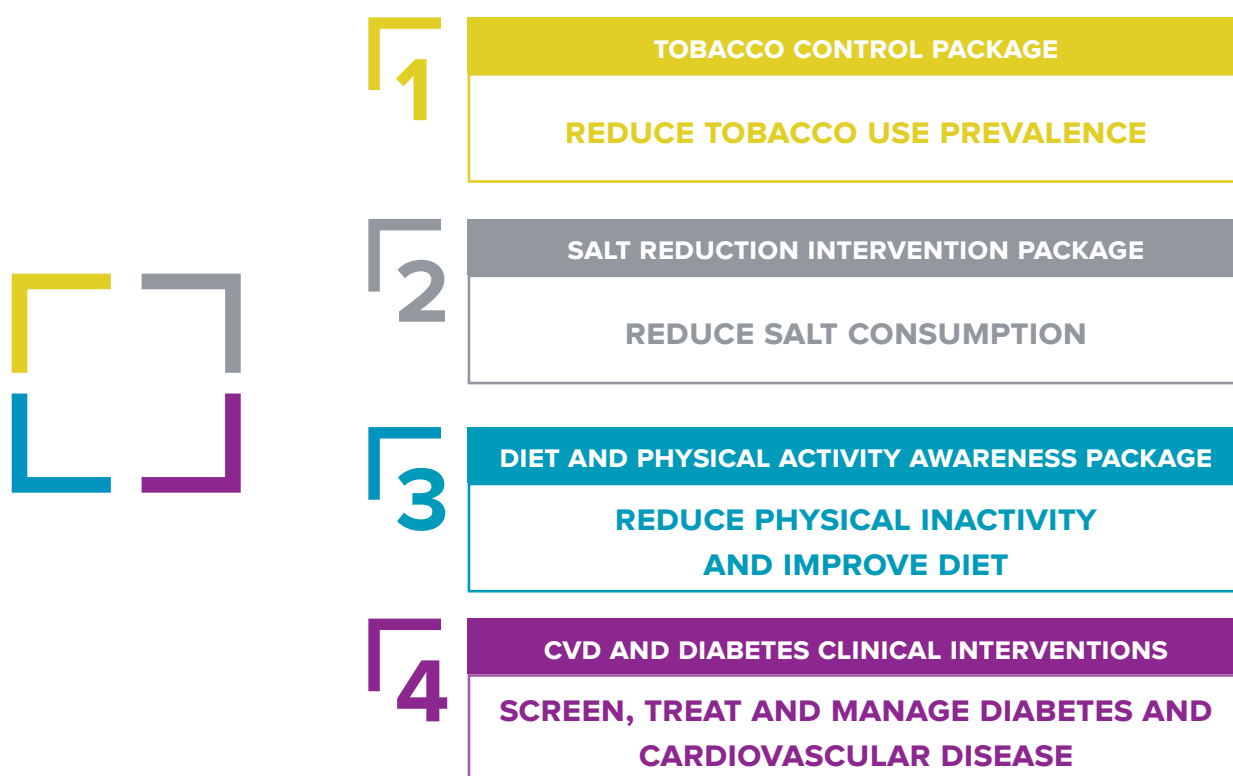 1
TOBACCO CONTROL PACKAGE
REDUCE TOBACCO USE PREVALENCE
2
SALT REDUCTION INTERVENTION PACKAGE
REDUCE SALT CONSUMPTION
3
DIET AND PHYSICAL ACTIVITY AWARENESS PACKAGE
REDUCE PHYSICAL INACTIVITY
AND IMPROVE DIET
4
CVD AND DIABETES CLINICAL INTERVENTIONS
SCREEN, TREAT AND MANAGE DIABETES AND
CARDIOVASCULAR DISEASE